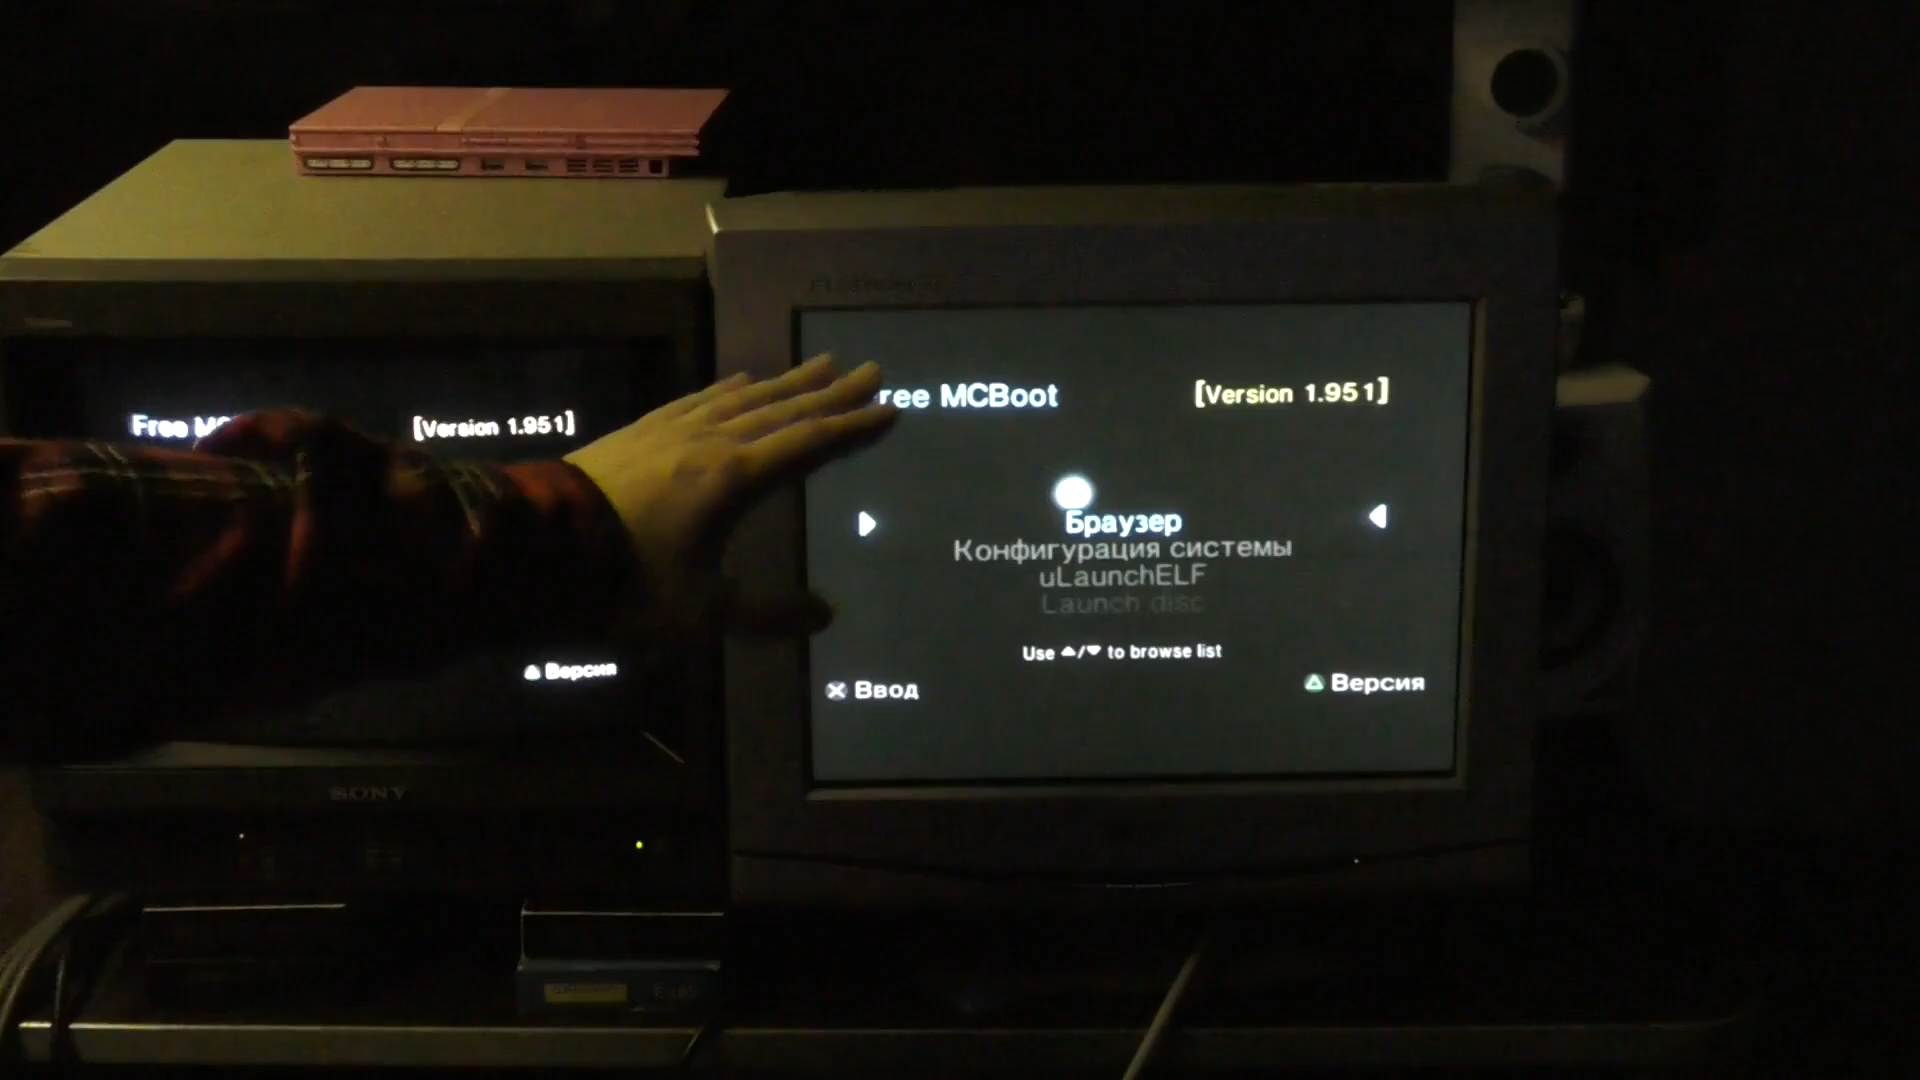 Free MC
[Version 1.951]
Версия
SONY
ree MCBoot
[Version 1.951]
Браузер
Конфигурация системы
uLaunchELF
Launch disc
Use ▲/▼ to browse list
Ввод
Версия